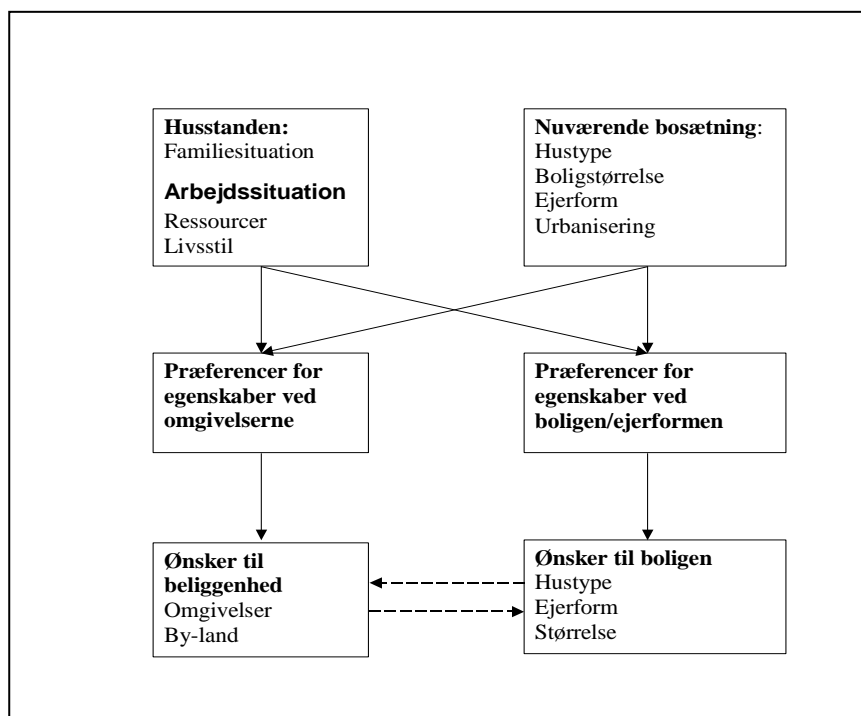 Husstanden:
Familiesituation
Arbejdssituation
Ressourcer
Livsstil
Nuværende bosætning:
Hustype
Boligstørrelse
Ejerform
Urbanisering
Præferencer for
egenskaber ved
omgivelserne
Præferencer for
egenskaber ved
boligen/ejerformen
Ønsker til
beliggenhed
Omgivelser
By-land
Ønsker til boligen
Hustype
Ejerform
Størrelse